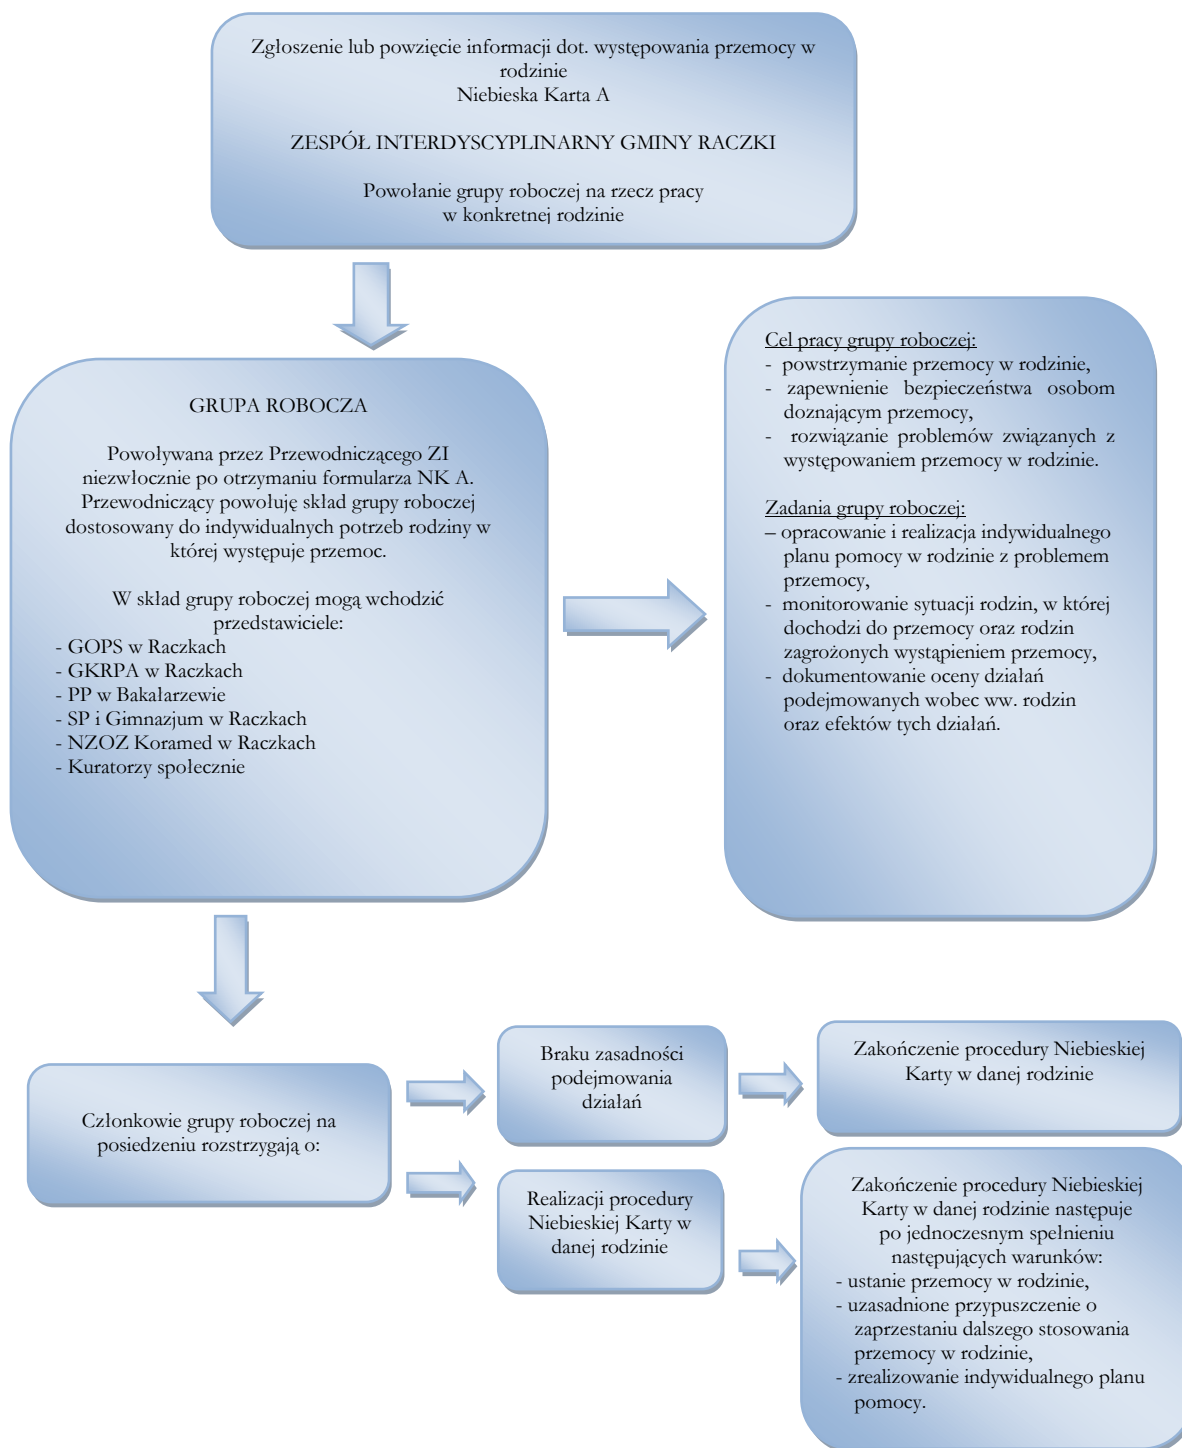 Zgłoszenie lub powzięcie informacji dot. występowania przemocy w
rodzinie
Niebieska Karta A
ZESPÓŁ INTERDYSCYPLINARNY GMINY RACZKI
Powołanie grupy roboczej na rzecz pracy
w konkretnej rodzinie
GRUPA ROBOCZA
Powoływana przez Przewodniczącego ZI
niezwłocznie po otrzymaniu formularza NK A.
Przewodniczący powołuję skład grupy roboczej
dostosowany do indywidualnych potrzeb rodziny w
której występuje przemoc.
W skład grupy roboczej mogą wchodzić
przedstawiciele:
- GOPS w Raczkach
- GKRPA w Raczkach
- PP w Bakałarzewie
- SP i Gimnazjum w Raczkach
- NZOZ Koramed w Raczkach
- Kuratorzy społecznie
Cel pracy grupy roboczej:
- powstrzymanie przemocy w rodzinie,
- zapewnienie bezpieczeństwa osobom
doznającym przemocy,
- rozwiązanie problemów związanych z
występowaniem przemocy w rodzinie.
Zadania grupy roboczej:
– opracowanie i realizacja indywidualnego
planu pomocy w rodzinie z problemem
przemocy,
- monitorowanie sytuacji rodzin, w której
dochodzi do przemocy oraz rodzin
zagrożonych wystąpieniem przemocy,
- dokumentowanie oceny działań
podejmowanych wobec ww. rodzin
oraz efektów tych działań.
Członkowie grupy roboczej na
posiedzeniu rozstrzygają o:
Braku zasadności
podejmowania
działań
Zakończenie procedury Niebieskiej
Karty w danej rodzinie
Realizacji procedury
Niebieskiej Karty w
danej rodzinie
Zakończenie procedury Niebieskiej
Karty w danej rodzinie następuje
po jednoczesnym spełnieniu
następujących warunków:
- ustanie przemocy w rodzinie,
- uzasadnione przypuszczenie o
zaprzestaniu dalszego stosowania
przemocy w rodzinie,
- zrealizowanie indywidualnego planu
pomocy.